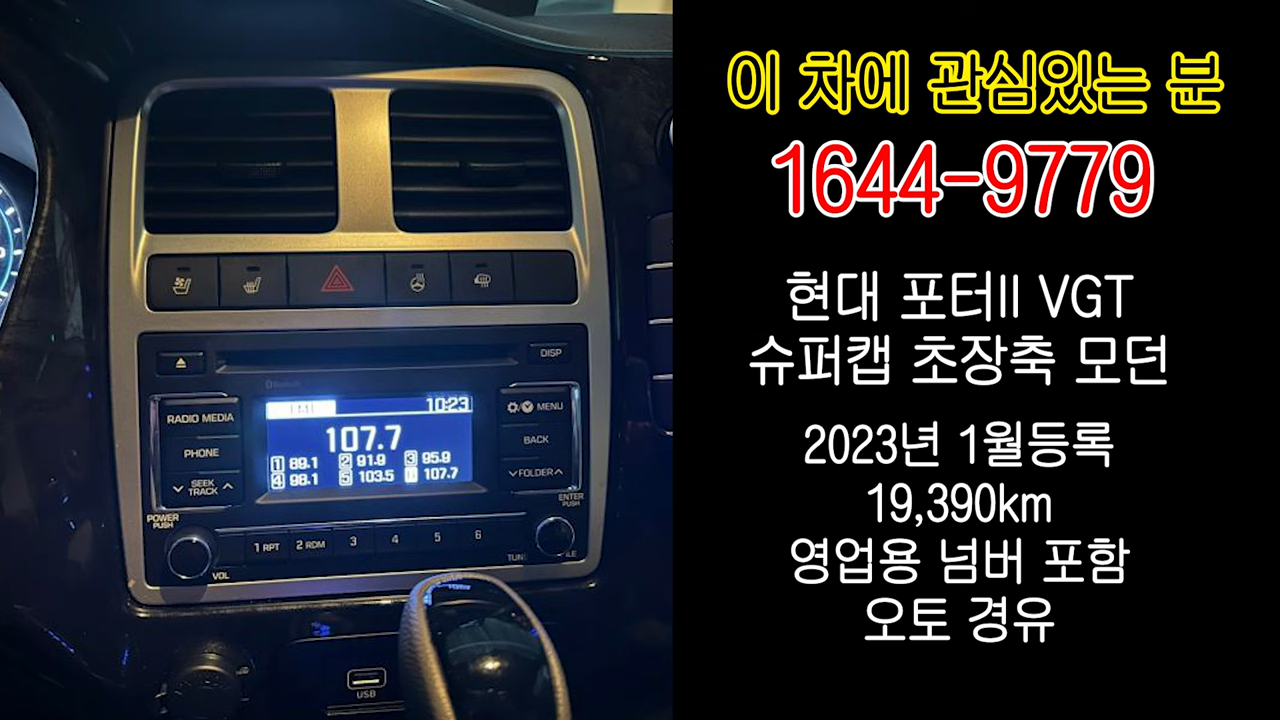 이 차에 관심있는 분
1644-9779
현대 포터II VGT
슈퍼캡 초장축 모던
2023년 1월등록
19,390km
영업용 넘버 포함
오토 경유
DISP
Bluetooth
RADIO MEDIA
PHONE
SEEK
TRACK
FM1 10:23
107.7
1 89.1 2 91.9 3 95.9
4 98.1 5 103.5 107.7
MENU
BACK
FOLDER
ENTER
PUSH
POWER
PUSH
VOL
1 RPT 2 RDM 3 4 5 6
USB